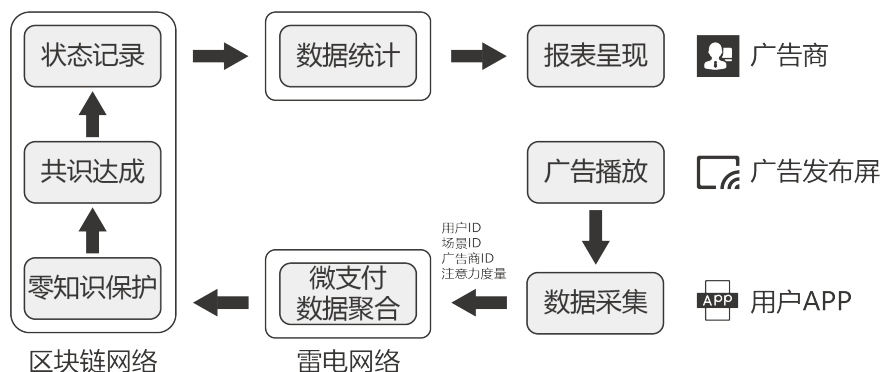 状态记录
数据统计
报表呈现
广告商
共识达成
广告播放
广告发布屏
用户ID
场景ID
广告商ID
注意力度量
零知识保护
微支付
数据聚合
数据采集
APP
用户APP
区块链网络
雷电网络